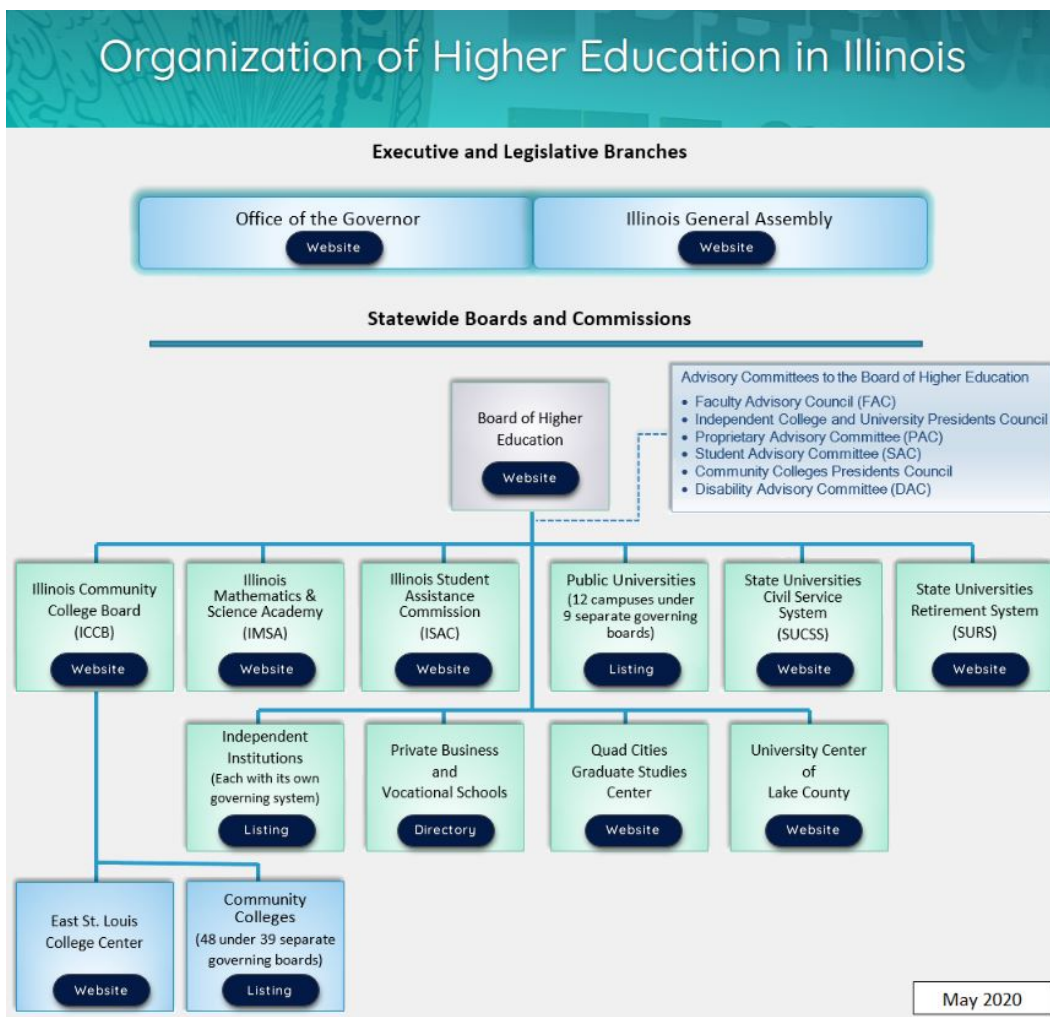 Organization of Higher Education in Illinois
Executive and Legislative Branches
Office of the Governor
Website
Illinois General Assembly
Website
Statewide Boards and Commissions
Board of Higher
Education
Website
Advisory Committees to the Board of Higher Education
• Faculty Advisory Council (FAC)
• Independent College and University Presidents Council
• Proprietary Advisory Committee (PAC)
• Student Advisory Committee (SAC)
• Community Colleges Presidents Council
• Disability Advisory Committee (DAC)
Illinois Community
College Board
(ICCB)
Website
Illinois
Mathematics &
Science Academy
(IMSA)
Website
Illinois Student
Assistance
Commission
(ISAC)
Website
Public Universities
(12 campuses under
9 separate governing
boards)
Listing
State Universities
Civil Service
System
(SUCSS)
Website
State Universities
Retirement System
(SURS)
Website
Independent
Institutions
(Each with its own
governing system)
Listing
Private Business
and
Vocational Schools
Directory
Quad Cities
Graduate Studies
Center
Website
University Center
of
Lake County
Website
East St. Louis
College Center
Website
Community
Colleges
(48 under 39 separate
governing boards)
Listing
May 2020